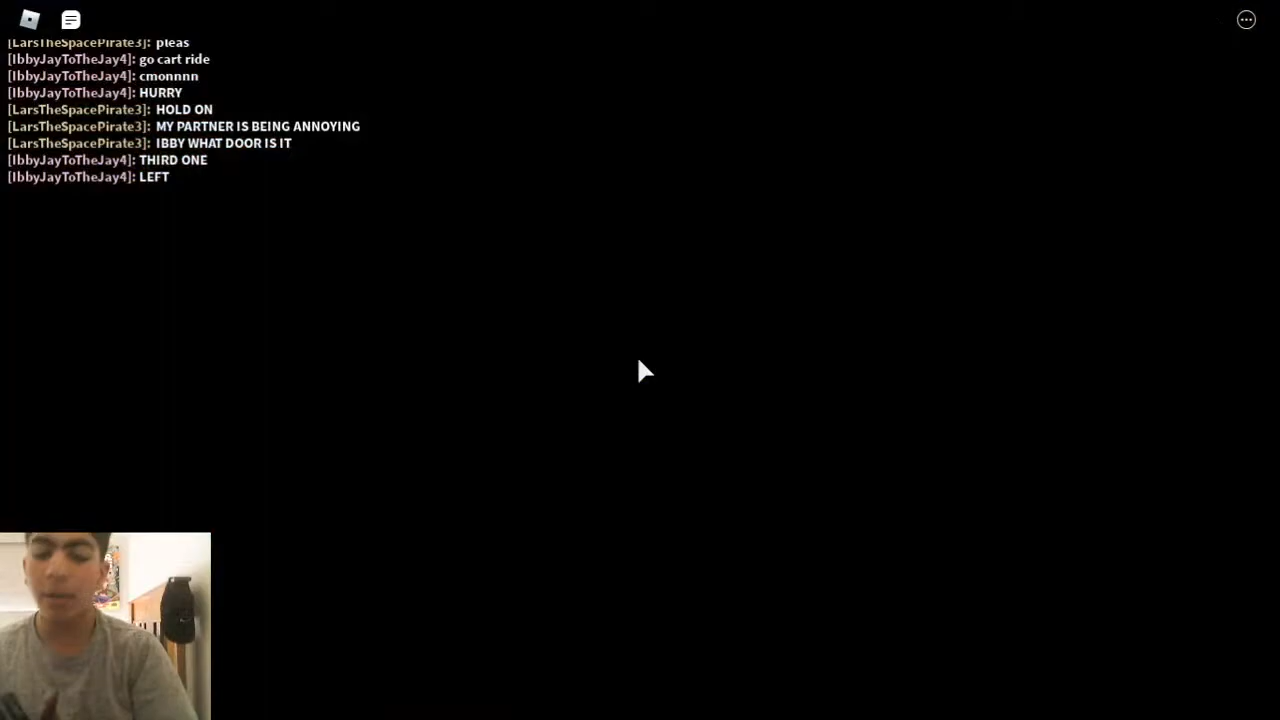 [LarsTheSpacePirate3]: pleas
[IbbyJayToTheJay4]: go cart ride
[IbbyJayToTheJay4]: cmonnnn
[IbbyJayToTheJay4]: HURRY
[LarsTheSpacePirate3]: HOLD ON
[LarsTheSpacePirate3]: MY PARTNER IS BEING ANNOYING
[LarsTheSpacePirate3]: IBBY WHAT DOOR IS IT
[IbbyJayToTheJay4]: THIRD ONE
[IbbyJayToTheJay4]: LEFT